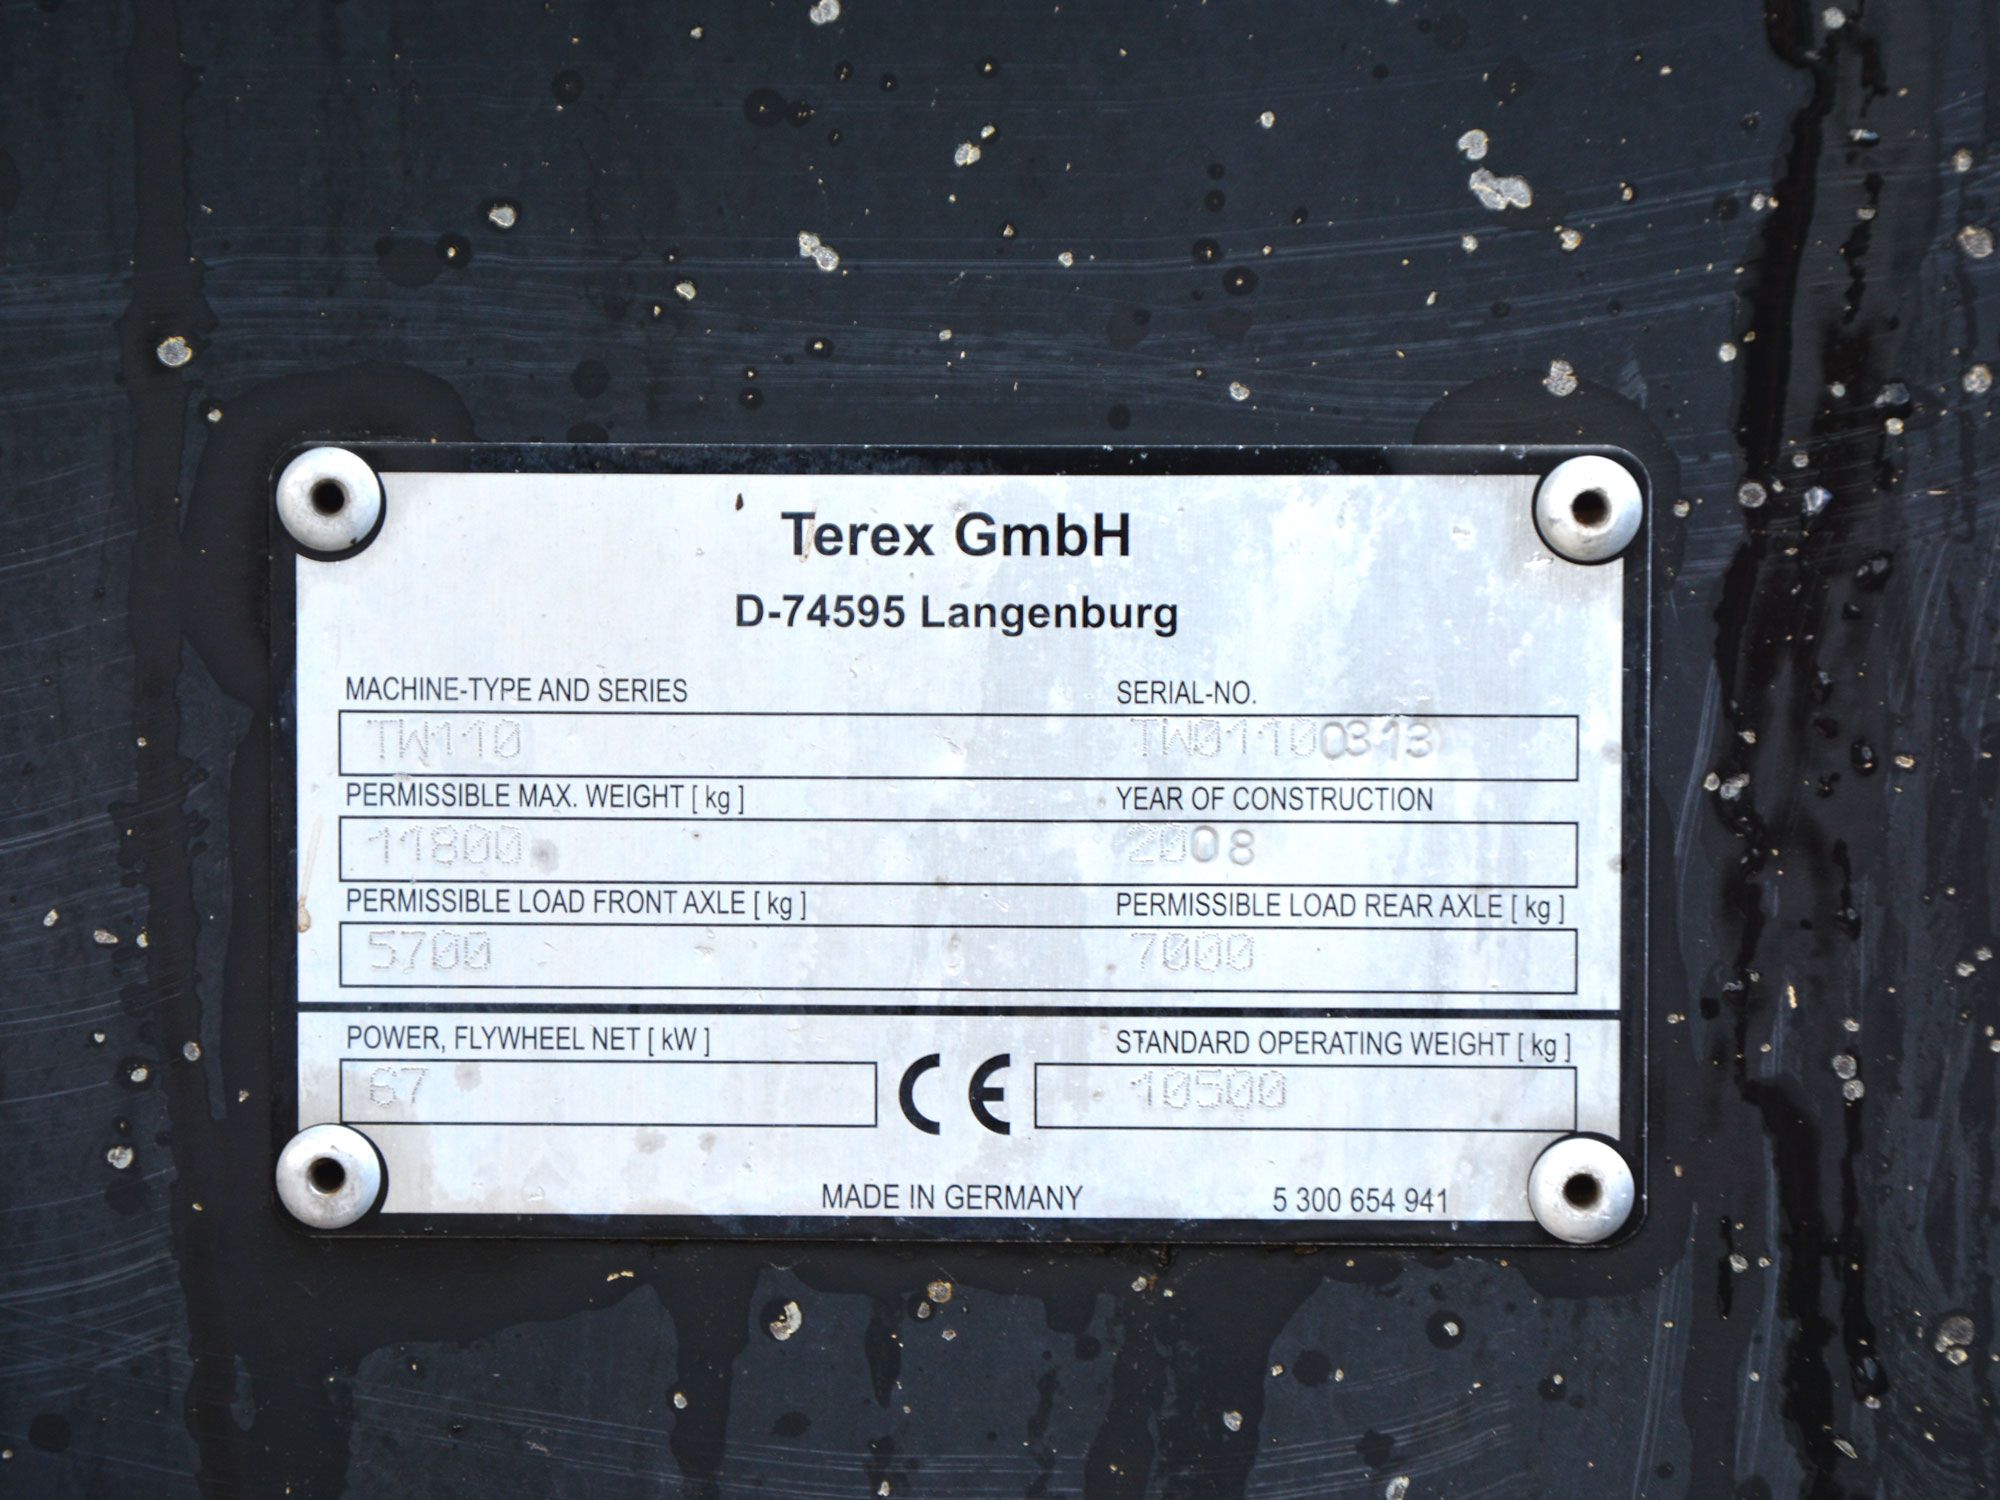 Terex GmbH
D-74595 Langenburg
MACHINE-TYPE AND SERIES SERIAL-NO.
TW110 TW01100313
PERMISSIBLE MAX. WEIGHT [ kg ] YEAR OF CONSTRUCTION
11800 2008
PERMISSIBLE LOAD FRONT AXLE [ kg ] PERMISSIBLE LOAD REAR AXLE [ kg ]
5700 7000
POWER, FLYWHEEL NET [ kW ] STANDARD OPERATING WEIGHT [ kg ]
67 CE 10500
MADE IN GERMANY 5 300 654 941